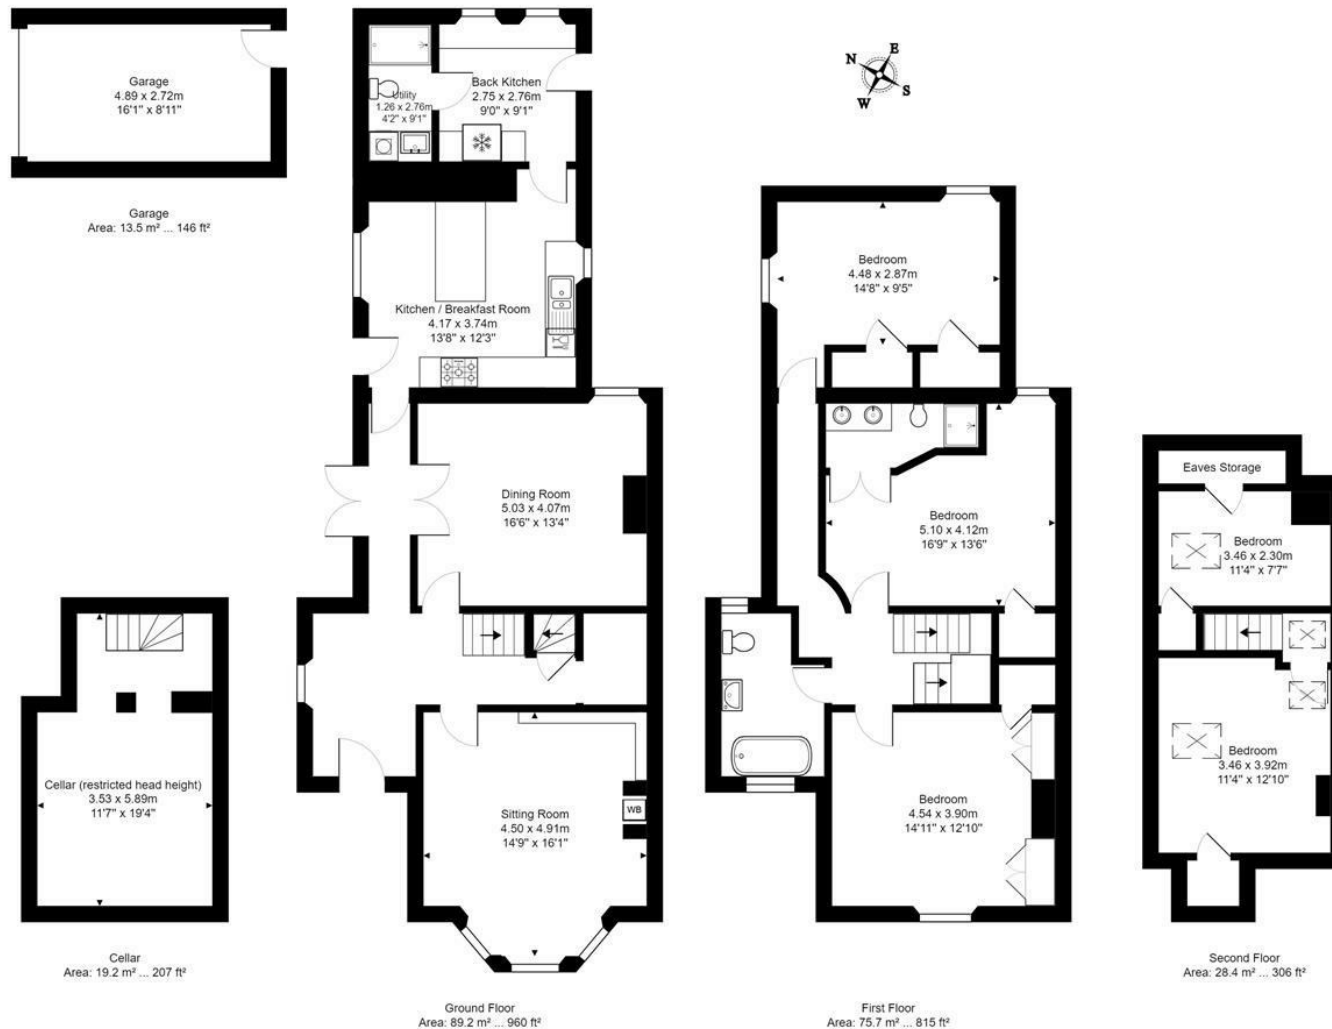 Garage
4.89 x 2.72m
16'1" x 8'11"
Garage
Area: 13.5 m² ... 146 ft²
Utility
1.26 x 2.76m
4'2" x 9'1"
Back Kitchen
2.75 x 2.76m
9'0" x 9'1"
Kitchen / Breakfast Room
4.17 x 3.74m
13'8" x 12'3"
Dining Room
5.03 x 4.07m
16'6" x 13'4"
Sitting Room
4.50 x 4.91m
14'9" x 16'1"
WB
Ground Floor
Area: 89.2 m² ... 960 ft²
Cellar (restricted head height)
3.53 x 5.89m
11'7" x 19'4"
Cellar
Area: 19.2 m² ... 207 ft²
N
E
S
W
Bedroom
4.48 x 2.87m
14'8" x 9'5"
Bedroom
5.10 x 4.12m
16'9" x 13'6"
Bedroom
4.54 x 3.90m
14'11" x 12'10"
First Floor
Area: 75.7 m² ... 815 ft²
Eaves Storage
Bedroom
3.46 x 2.30m
11'4" x 7'7"
Bedroom
3.46 x 3.92m
11'4" x 12'10"
Second Floor
Area: 28.4 m² ... 306 ft²